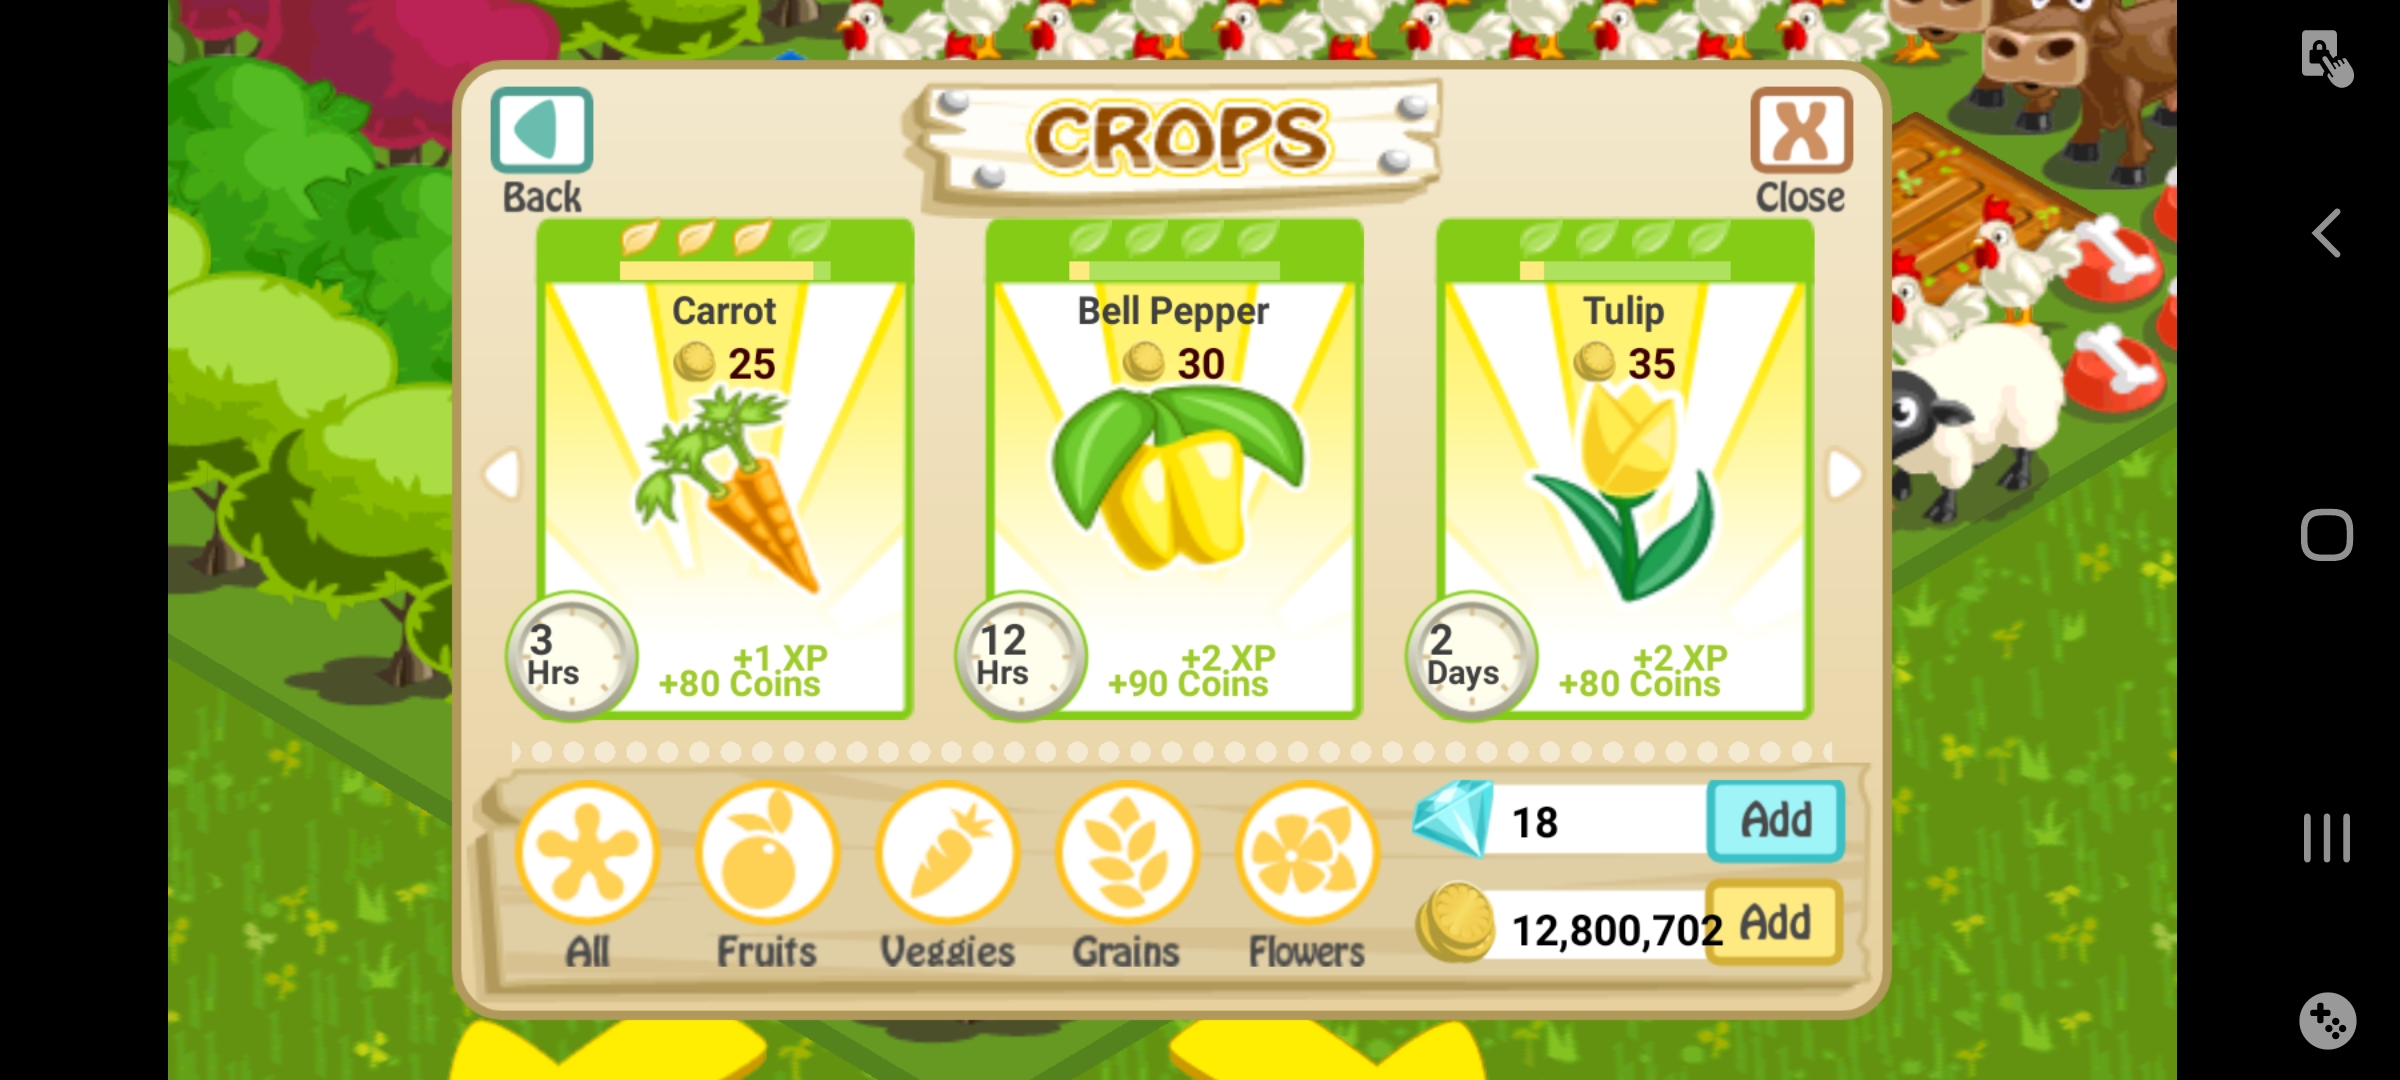 CROPS
Back
Close
Carrot
25
3
Hrs
+1 XP
+80 Coins
Bell Pepper
30
12
Hrs
+2 XP
+90 Coins
Tulip
35
2
Days
+2 XP
+80 Coins
All
Fruits
Veggies
Grains
Flowers
18
Add
12,800,702
Add